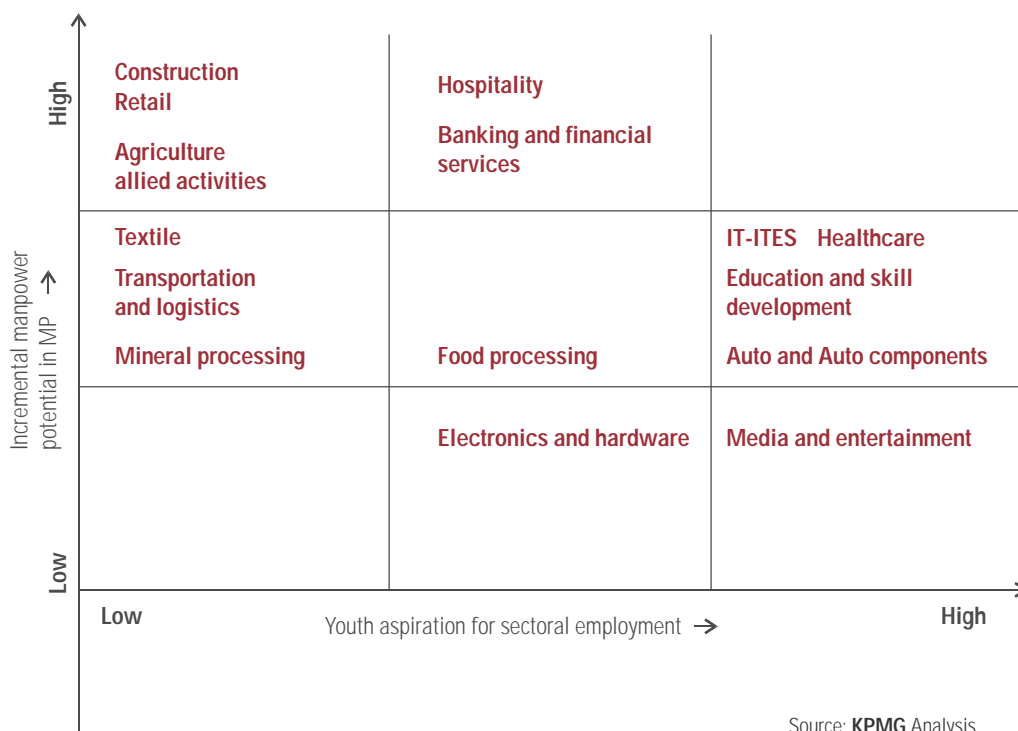 High
Construction
Retail
Agriculture
allied activities
Hospitality
Banking and financial
services
Textile
Transportation
and logistics
Mineral processing
Food processing
IT-ITES Healthcare
Education and skill
development
Auto and Auto components
Electronics and hardware
Media and entertainment
Incremental manpower
potential in MP →
Low
Low
Youth aspiration for sectoral employment →
High
Source: KPMG Analysis